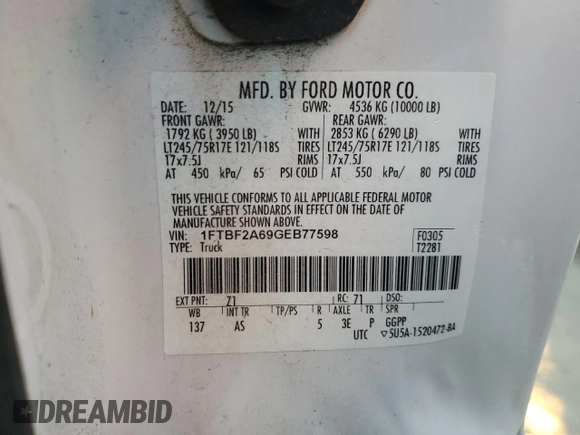 MFD. BY FORD MOTOR CO.
DATE: 12/15 GVWR: 4536 KG (10000 LB)
FRONT GAWR: REAR GAWR:
1792 KG ( 3950 LB) WITH 2853 KG ( 6290 LB) WITH
LT245/75R17E 121/118S TIRES LT245/75R17E 121/118S TIRES
17x7.5J RIMS 17x7.5J RIMS
AT 450 kPa/ 65 PSI COLD AT 550 kPa/ 80 PSI COLD
THIS VEHICLE CONFORMS TO ALL APPLICABLE FEDERAL MOTOR
VEHICLE SAFETY STANDARDS IN EFFECT ON THE DATE OF
MANUFACTURE SHOWN ABOVE.
VIN: 1FTBF2A69GEB77598 F0305
TYPE: Truck T2281
EXT PNT: Z1 RC: 71 DSO:
WB INT TR TP/PS R AXLE TR SPR
137 AS 5 3E P GGPP
UTC ▽5U5A-1520472-BA
DREAMBID